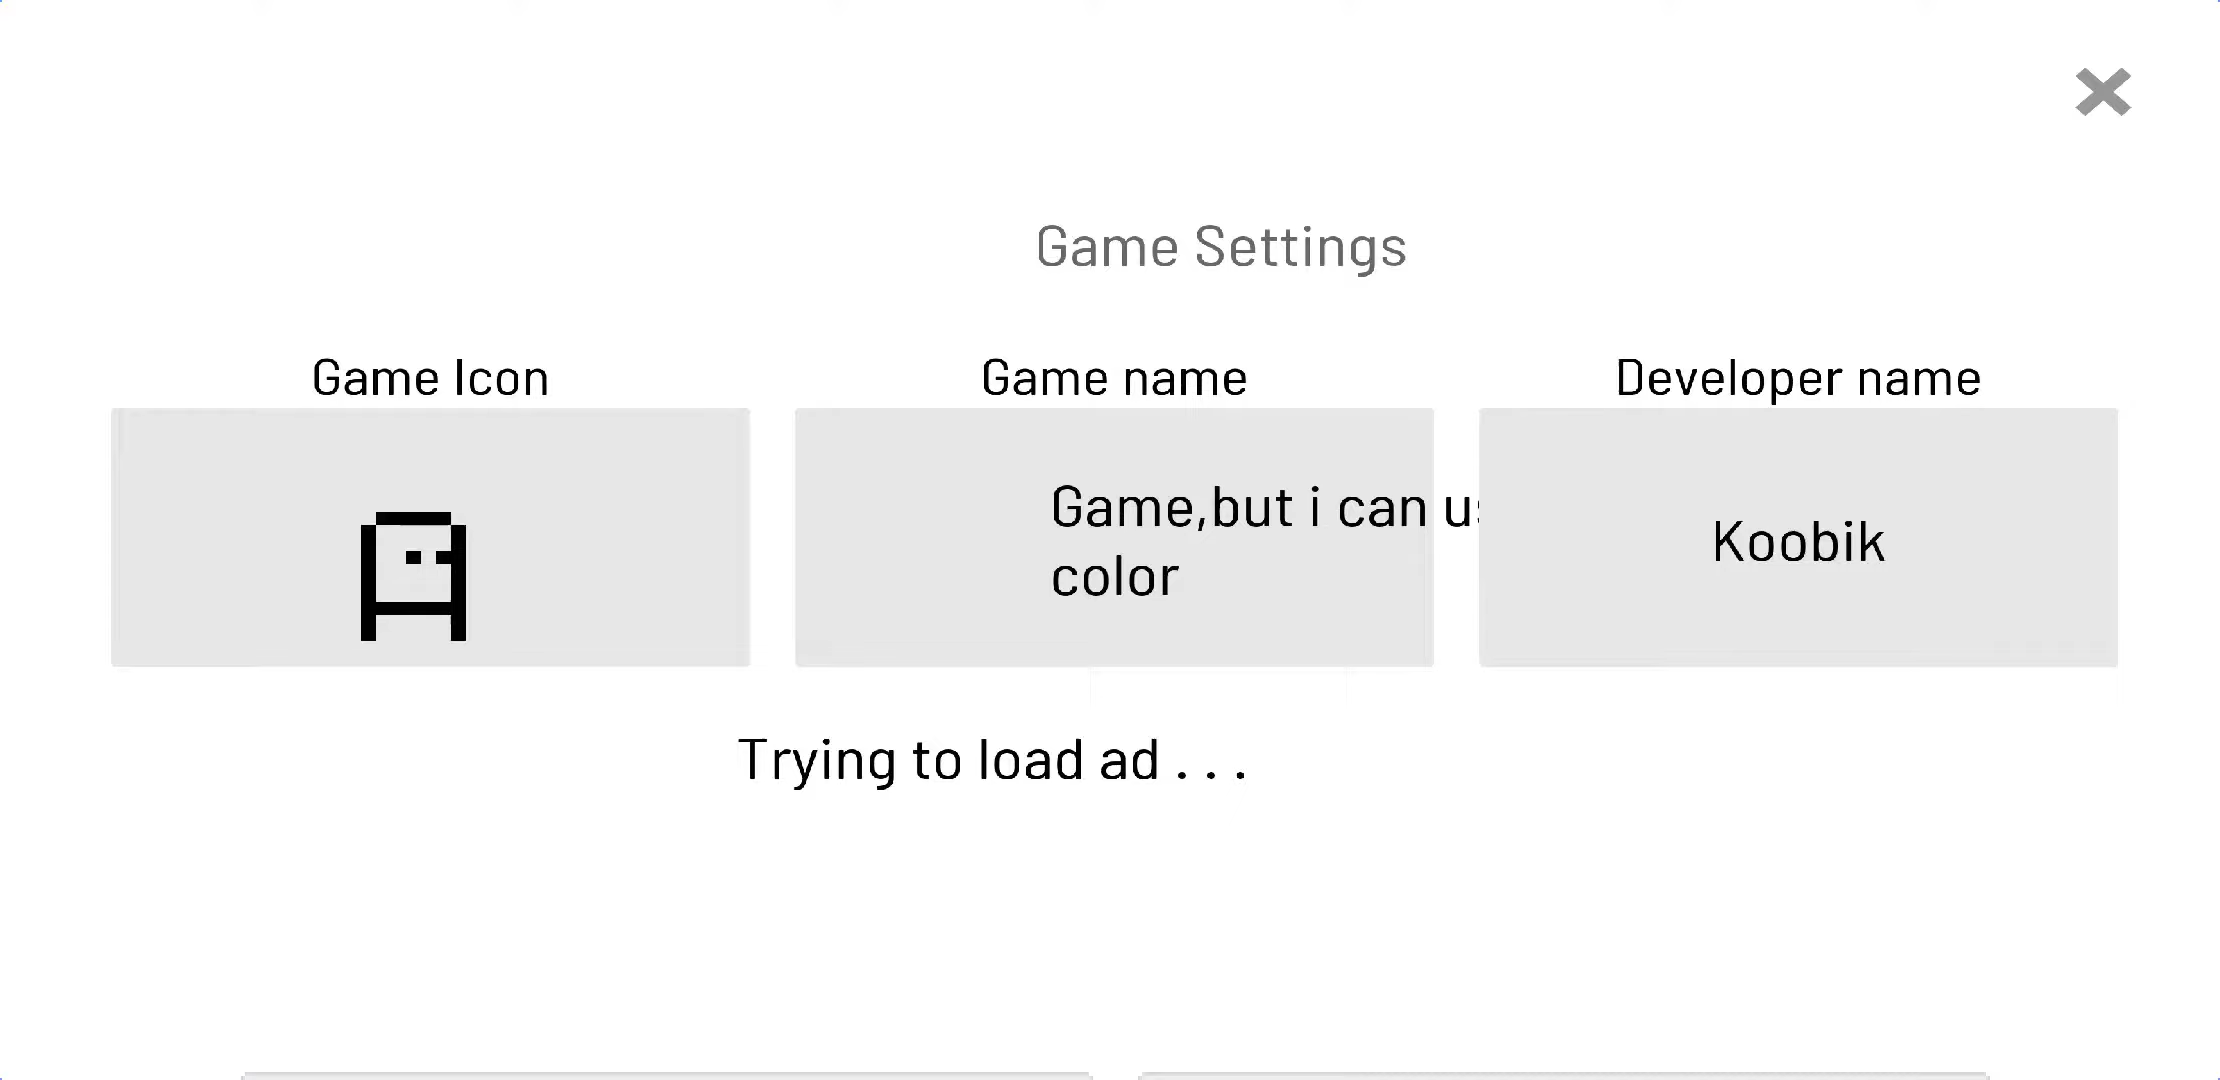 Game Settings
Game Icon
Game name
Developer name
Game,but i can
color
Koobik
Trying to load ad . . .